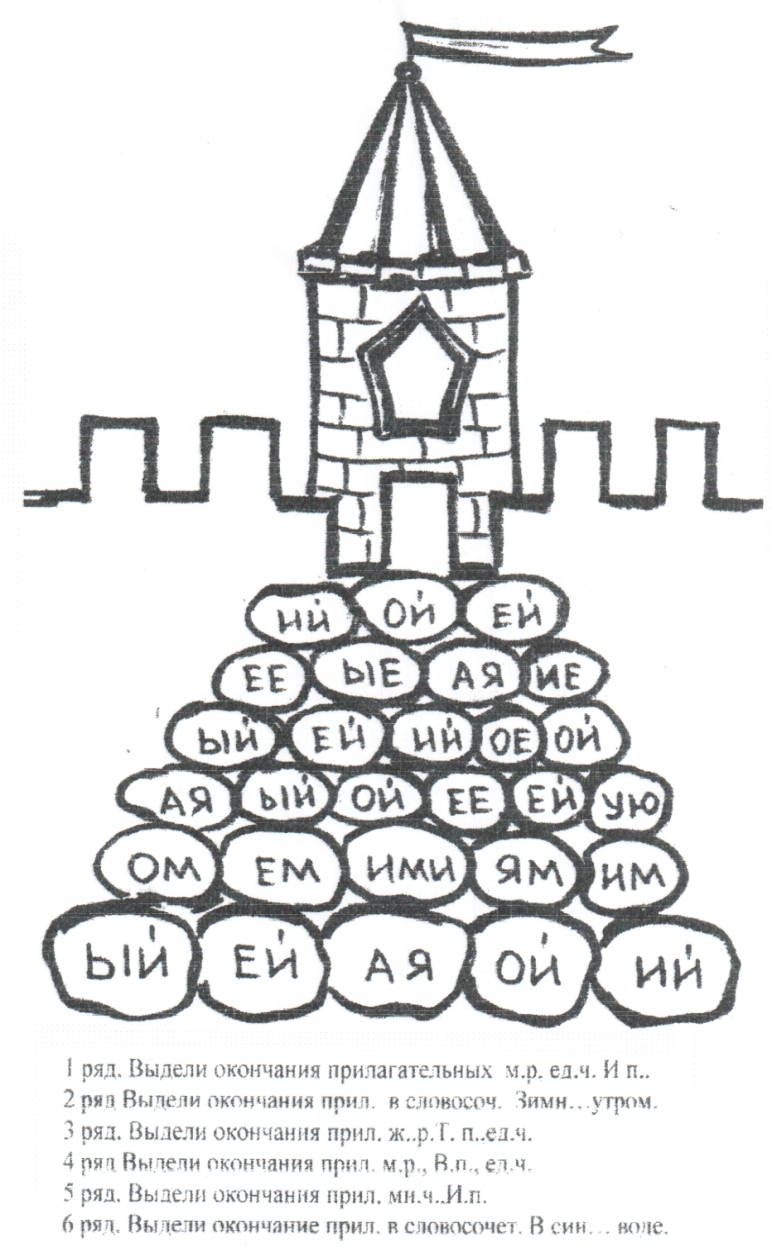 ИЙ ОЙ ЕЙ
ЕЕ ЫЕ АЯ ИЕ
ЫЙ ЕЙ ИЙ ОЕ ОЙ
АЯ ЫЙ ОЙ ЕЕ ЕЙ УЮ
ОМ ЕМ ИМИ ЯМ ИМ
ЫЙ ЕЙ АЯ ОЙ ИЙ
1 ряд. Выдели окончания прилагательных м.р. ед.ч. И п..
2 ряд Выдели окончания прил. в словосоч. Зимн...утром.
3 ряд. Выдели окончания прил. ж..р.Т. п..ед.ч.
4 ряд Выдели окончания прил. м.р., В.п., ед.ч.
5 ряд. Выдели окончания прил. мн.ч..И.п.
6 ряд. Выдели окончание прил. в словосочет. В син... воде.